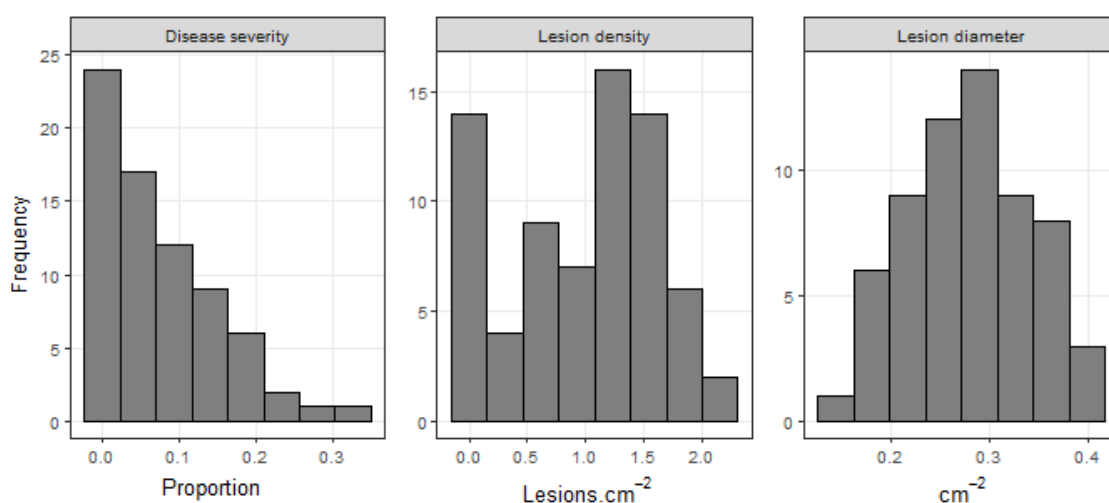 Disease severity
Lesion density
Lesion diameter
Frequency
25
20
15
10
5
0
0.0 0.1 0.2 0.3
Proportion
15
10
5
0
0.0 0.5 1.0 1.5 2.0
Lesions.cm⁻²
10
5
0
0.2 0.3 0.4
cm⁻²